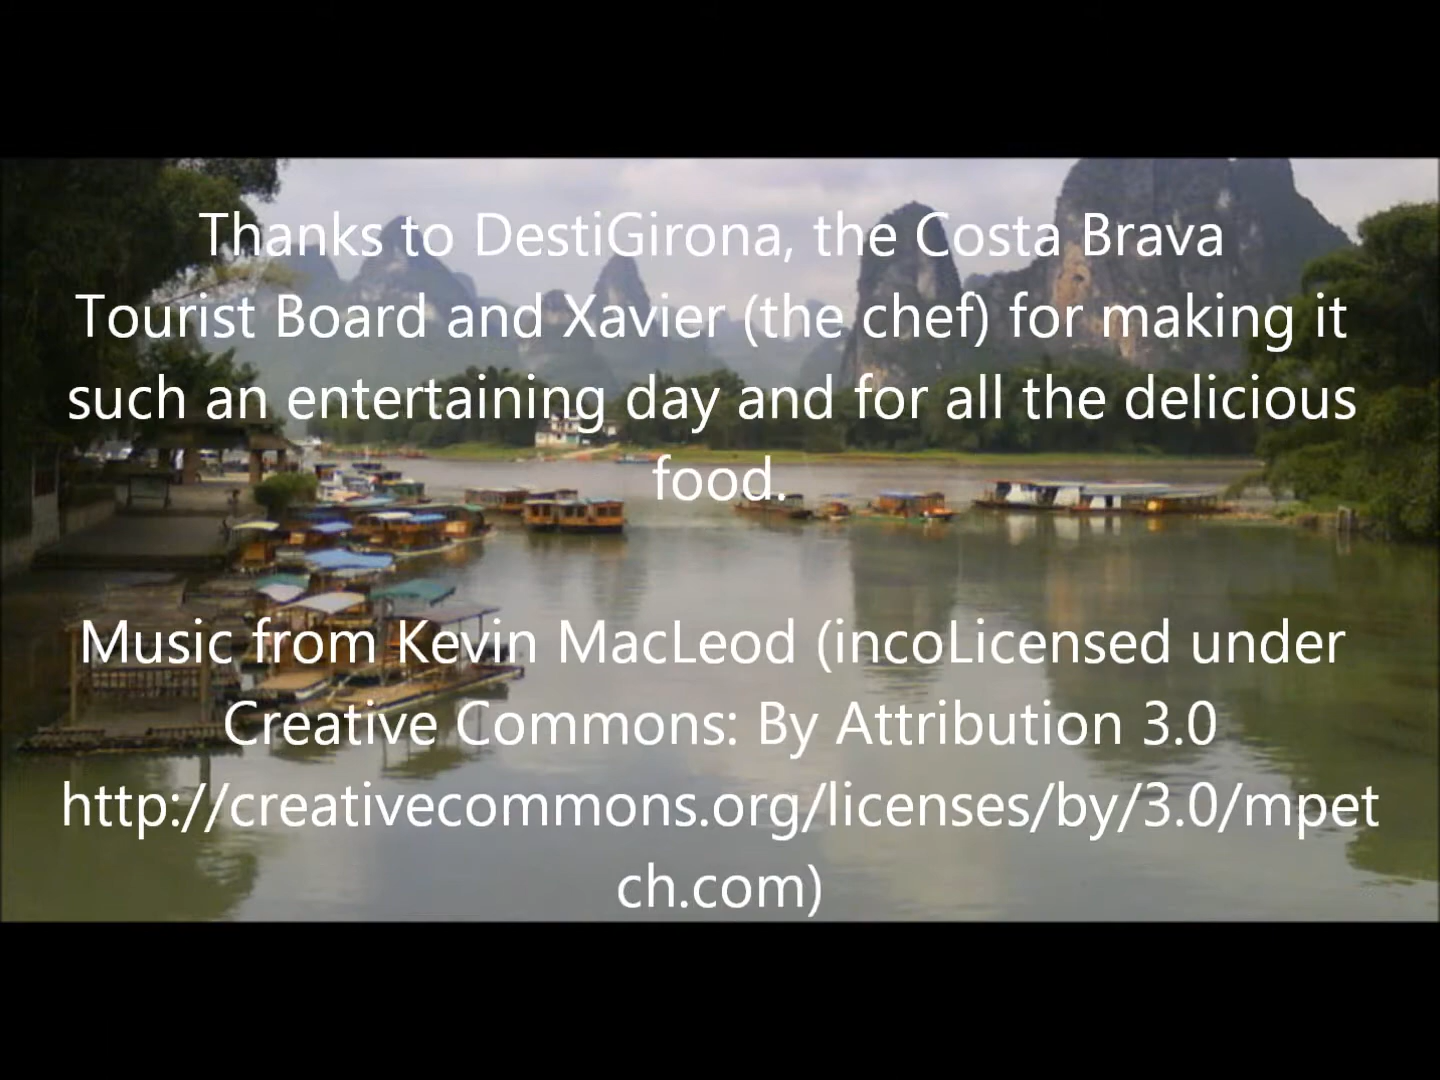 Thanks to DestiGirona, the Costa Brava
Tourist Board and Xavier (the chef) for making it
such an entertaining day and for all the delicious
food.
Music from Kevin MacLeod (incoLicensed under
Creative Commons: By Attribution 3.0
http://creativecommons.org/licenses/by/3.0/mpet
ch.com)